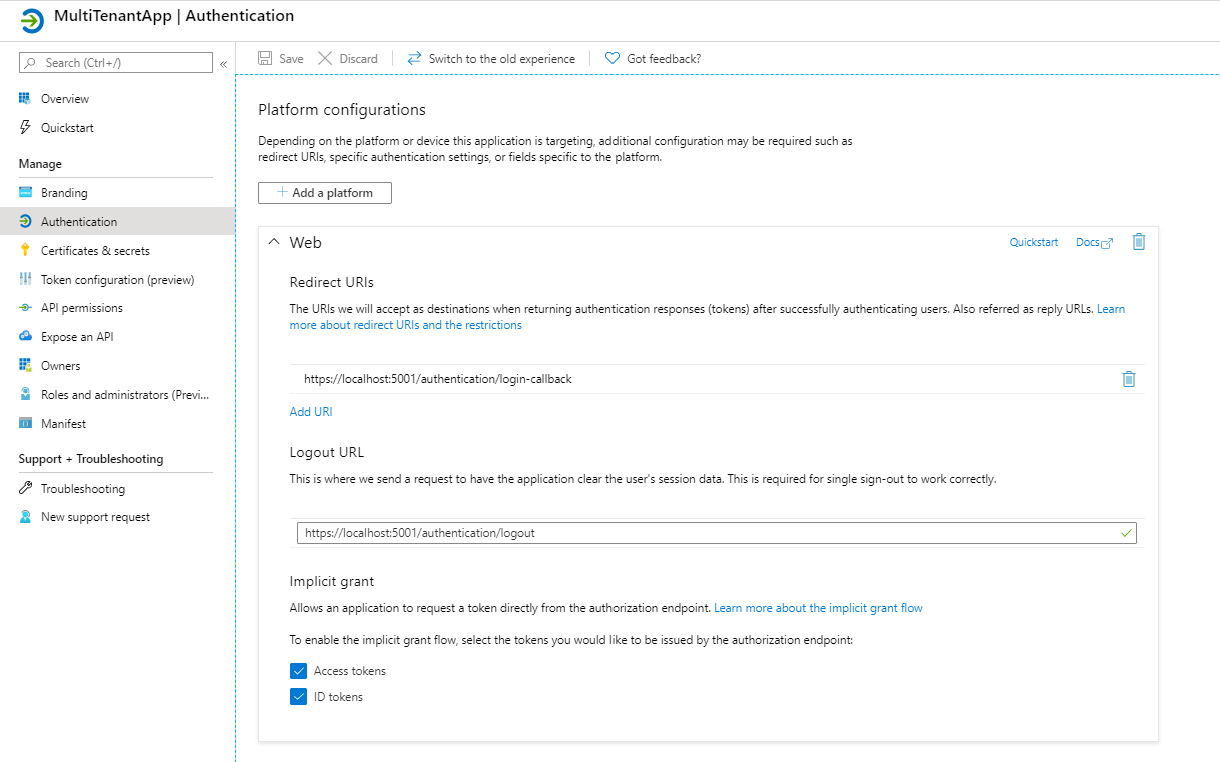 MultiTenantApp | Authentication
Search (Ctrl+/)
«
Save
Discard
Switch to the old experience
Got feedback?
Overview
Quickstart
Manage
Branding
Authentication
Certificates & secrets
Token configuration (preview)
API permissions
Expose an API
Owners
Roles and administrators (Previ...
Manifest
Support + Troubleshooting
Troubleshooting
New support request
Platform configurations
Depending on the platform or device this application is targeting, additional configuration may be required such as
redirect URIs, specific authentication settings, or fields specific to the platform.
+ Add a platform
Web
Quickstart
Docs
Redirect URIs
The URIs we will accept as destinations when returning authentication responses (tokens) after successfully authenticating users. Also referred as reply URLs. Learn
more about redirect URIs and the restrictions
https://localhost:5001/authentication/login-callback
Add URI
Logout URL
This is where we send a request to have the application clear the user's session data. This is required for single sign-out to work correctly.
https://localhost:5001/authentication/logout
Implicit grant
Allows an application to request a token directly from the authorization endpoint. Learn more about the implicit grant flow
To enable the implicit grant flow, select the tokens you would like to be issued by the authorization endpoint:
Access tokens
ID tokens